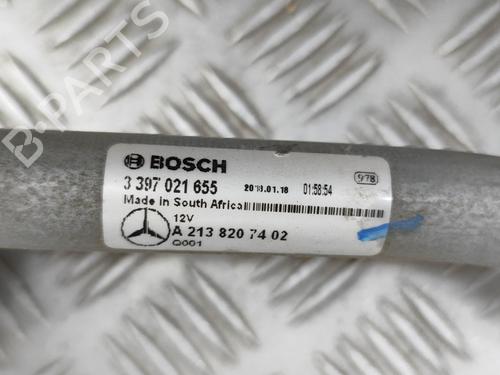 BOSCH
3 397 021 655 2018.01.16 01:58:54 978
Made in South Africa
12V
A 213 820 74 02
Q001
B-PARTS